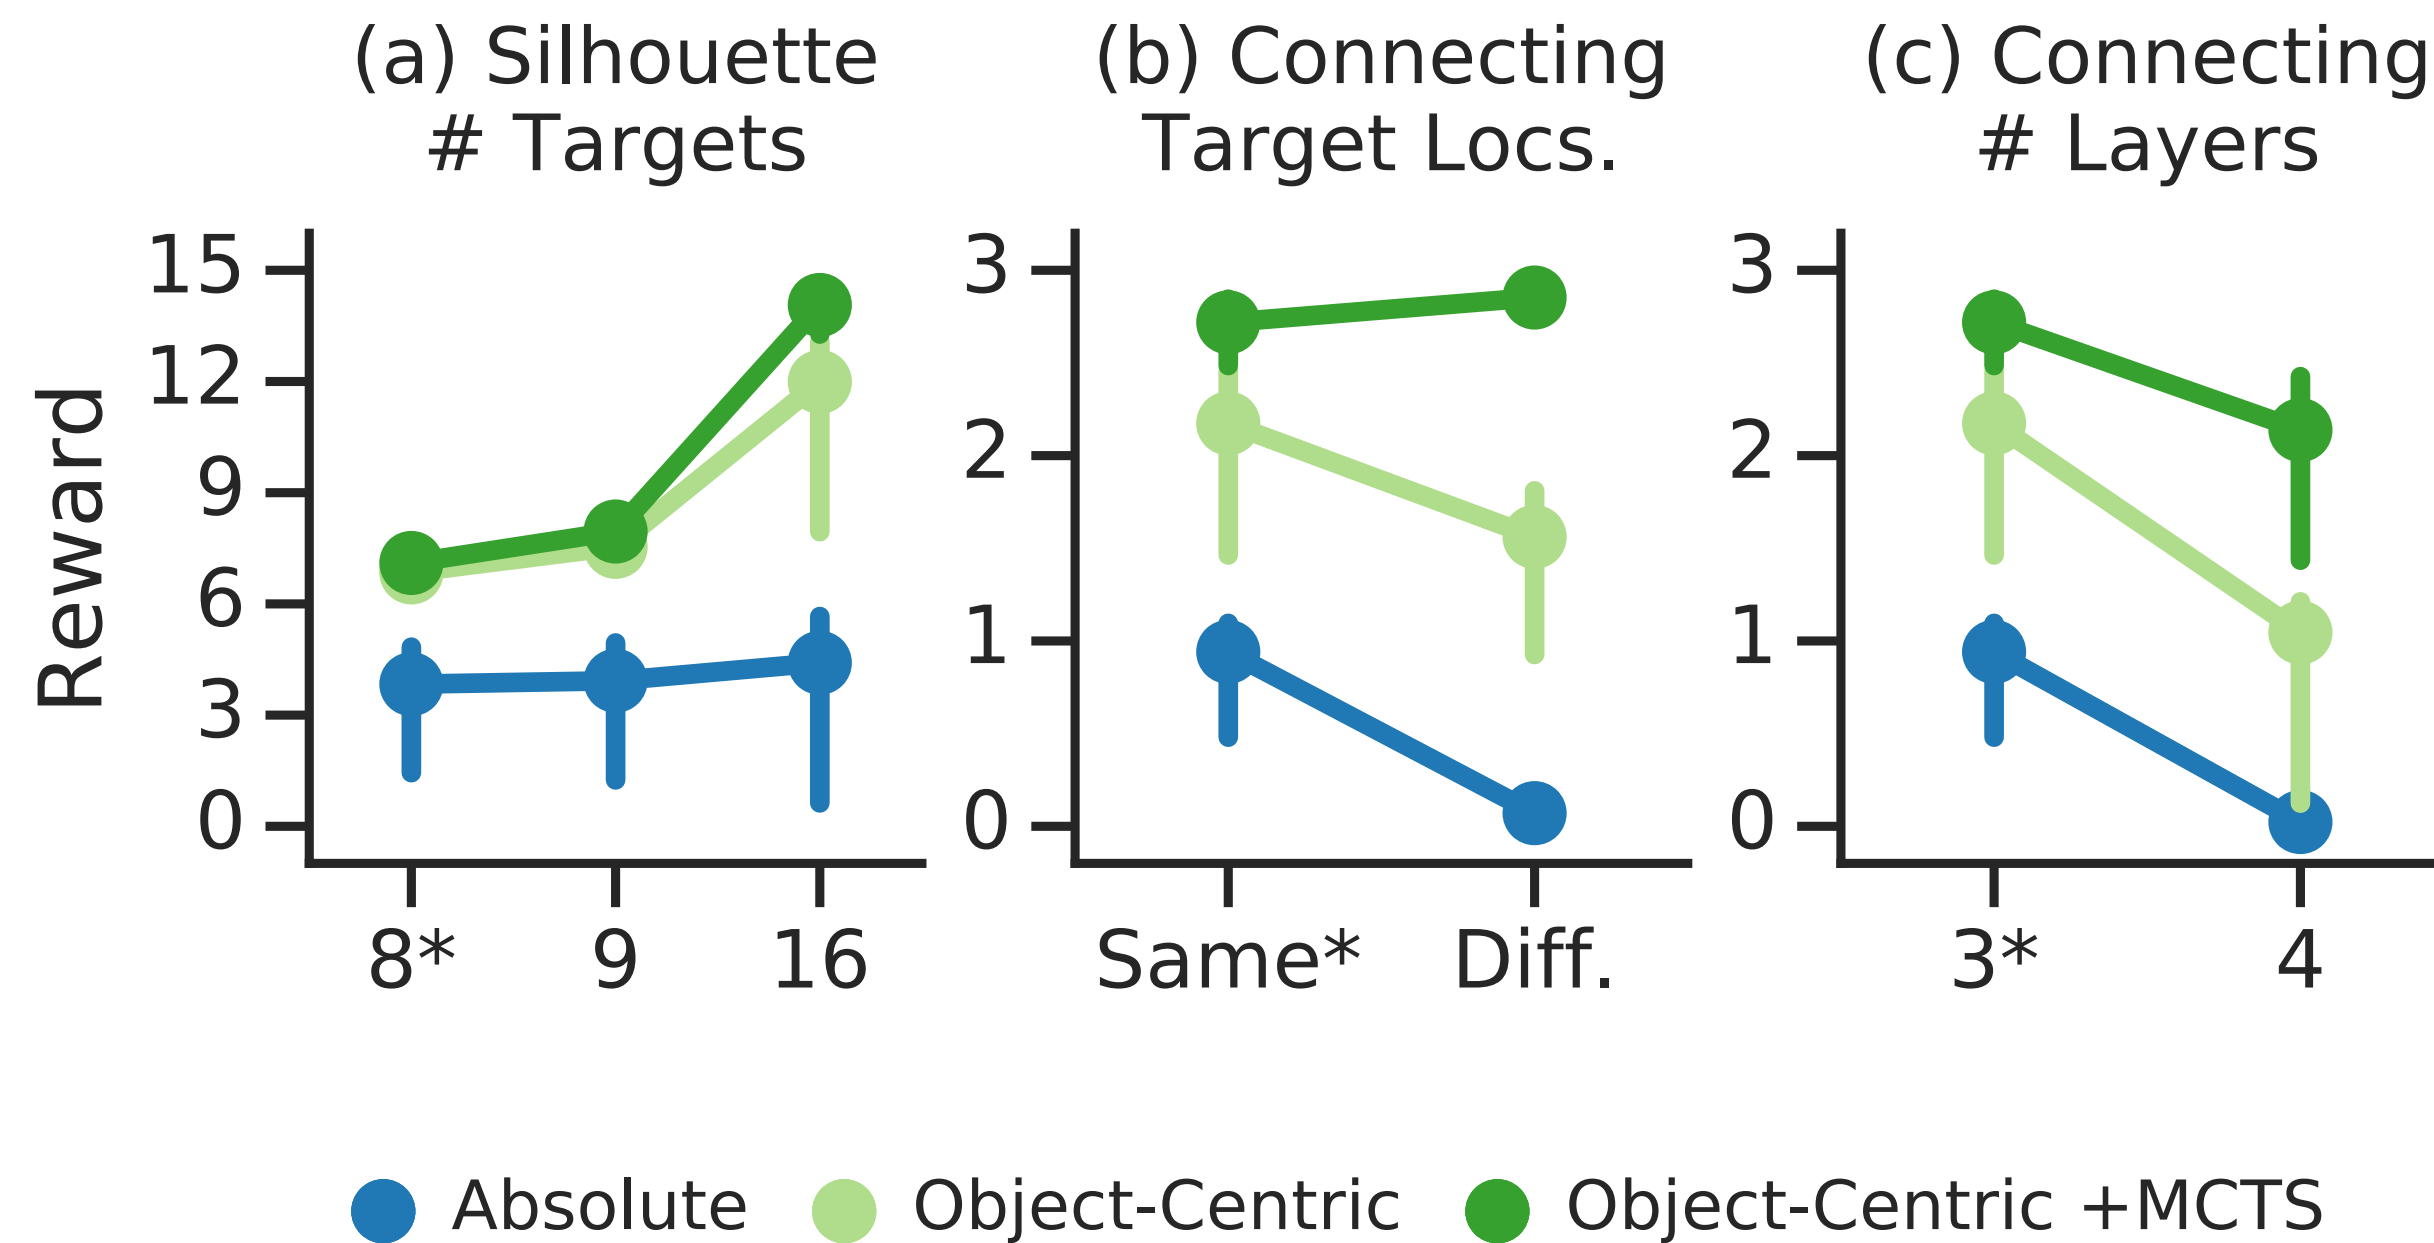 (a) Silhouette
# Targets
(b) Connecting
Target Locs.
(c) Connecting
# Layers
Reward
15
12
9
6
3
0
8* 9 16
3
2
1
0
Same* Diff.
3
2
1
0
3* 4
Absolute Object-Centric Object-Centric +MCTS